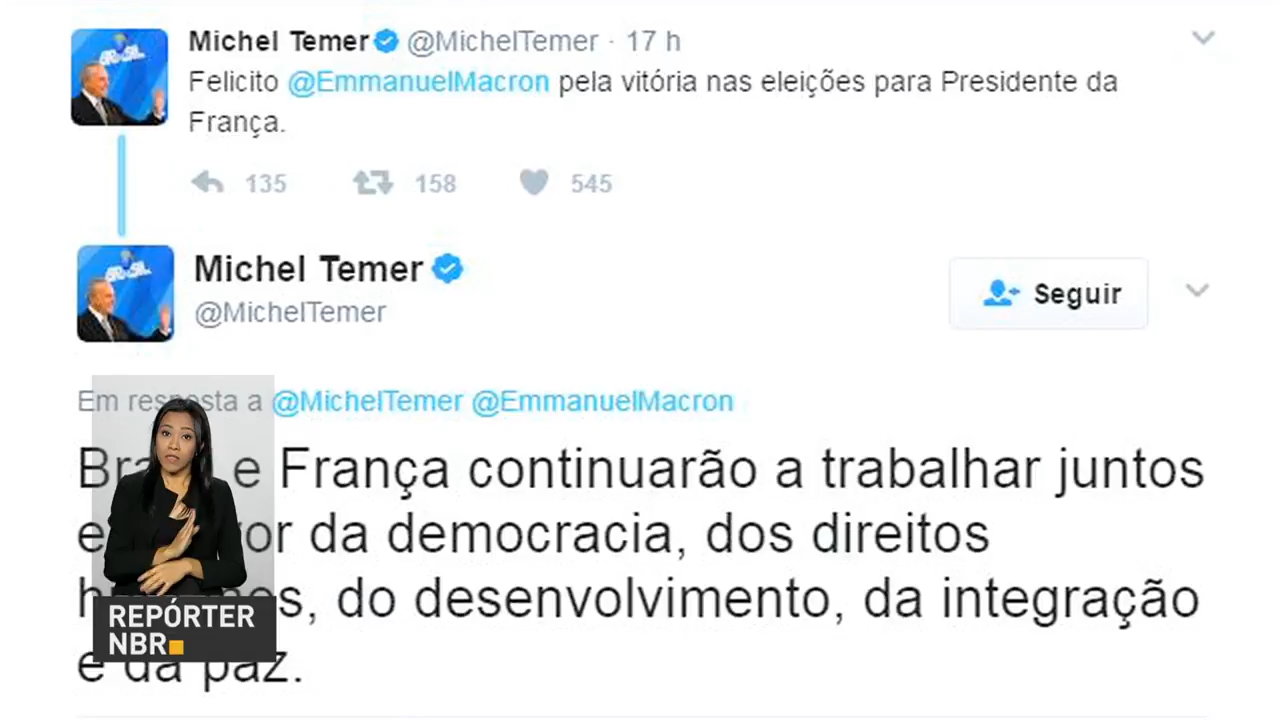 Michel Temer @MichelTemer · 17 h
Felicito @EmmanuelMacron pela vitória nas eleições para Presidente da
França.
135 158 545
Michel Temer
@MichelTemer
Seguir
Em resposta a @MichelTemer @EmmanuelMacron
e França continuarão a trabalhar juntos
da democracia, dos direitos
do desenvolvimento, da integração
REPÓRTER
NBR
e da paz.